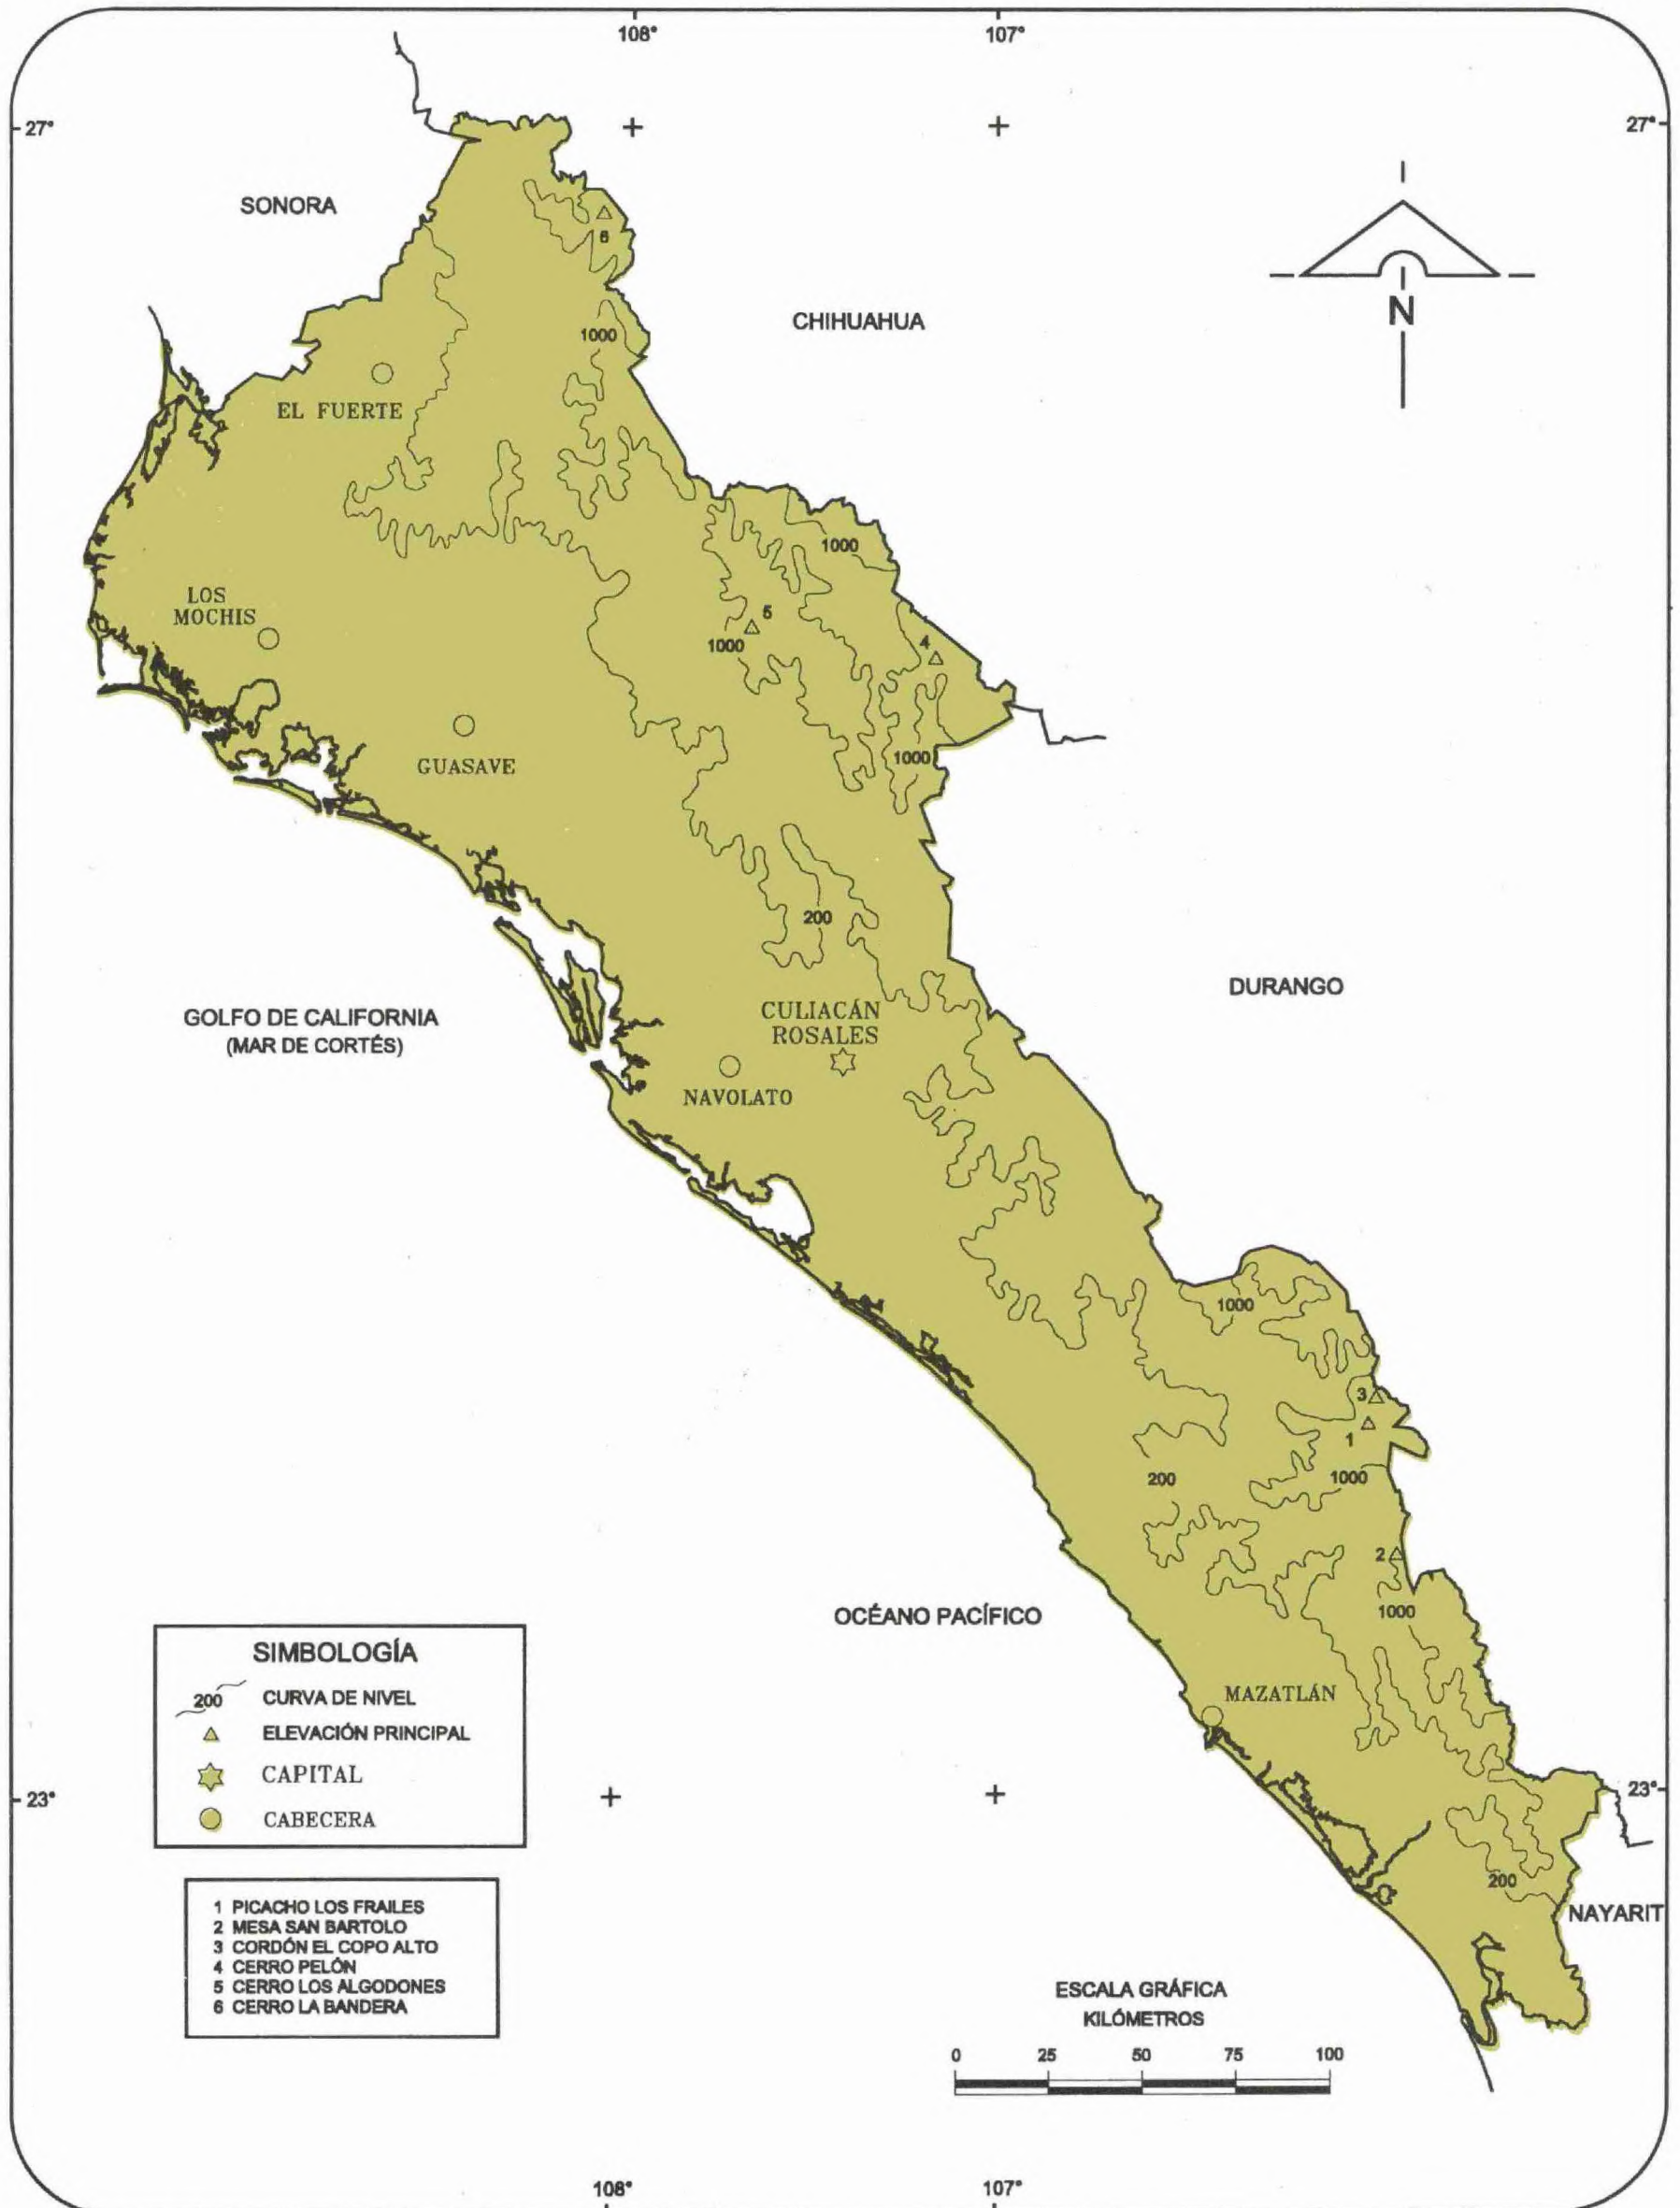 108°
107°
27°
27°
SONORA
6
CHIHUAHUA
N
1000
EL FUERTE
1000
LOS
MOCHIS
5
1000
4
GUASAVE
1000
200
DURANGO
CULIACÁN
ROSALES
GOLFO DE CALIFORNIA
(MAR DE CORTÉS)
NAVOLATO
1000
3
1
200
1000
2
1000
OCÉANO PACÍFICO
MAZATLÁN
SIMBOLOGÍA
200 CURVA DE NIVEL
ELEVACIÓN PRINCIPAL
CAPITAL
CABECERA
23°
23°
200
NAYARIT
1 PICACHO LOS FRAILES
2 MESA SAN BARTOLO
3 CORDÓN EL COPO ALTO
4 CERRO PELÓN
5 CERRO LOS ALGODONES
6 CERRO LA BANDERA
ESCALA GRÁFICA
KILÓMETROS
0 25 50 75 100
108°
107°